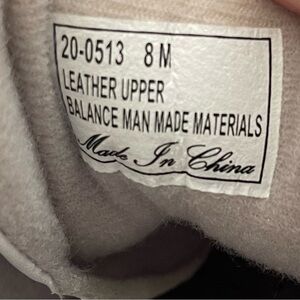 20-0513 8 M
LEATHER UPPER
BALANCE MAN MADE MATERIALS
Made In China